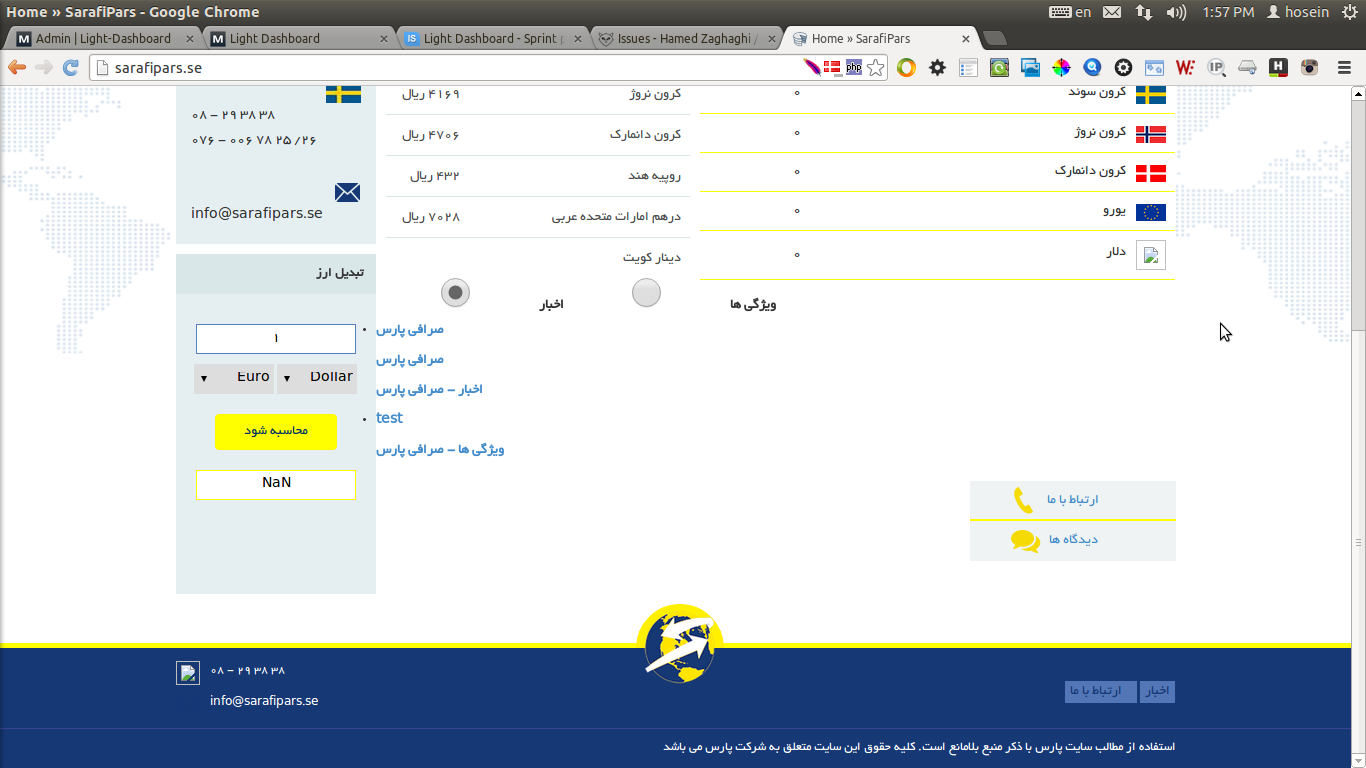 Home » SarafiPars - Google Chrome
en
1:57 PM
hosein
Admin | Light-Dashboard
Light Dashboard
Light Dashboard - Sprint p
Issues - Hamed Zaghaghi /
Home » SarafiPars
sarafipars.se
کرون سوند ۰
کرون نروژ ۰
کرون دانمارک ۰
یورو ۰
دلار ۰
کرون نروژ ۴۱۶۹ ریال
کرون دانمارک ۴۷۰۶ ریال
روپیه هند ۴۳۲ ریال
درهم امارات متحده عربی ۷۰۲۸ ریال
دینار کویت
۰۸ - ۲۹ ۳۸ ۳۸
۰۷۶ - ۰۰۶ ۷۸ ۲۵ /۲۶
info@sarafipars.se
تبدیل ارز
۱
Euro
Dollar
محاسبه شود
NaN
ویژگی ها
اخبار
صرافی پارس
صرافی پارس
اخبار - صرافی پارس
test
ویژگی ها - صرافی پارس
ارتباط با ما
دیدگاه ها
۰۸ - ۲۹ ۳۸ ۳۸
info@sarafipars.se
اخبار
ارتباط با ما
استفاده از مطالب سایت پارس با ذکر منبع بلامانع است. کلیه حقوق این سایت متعلق به شرکت پارس می باشد